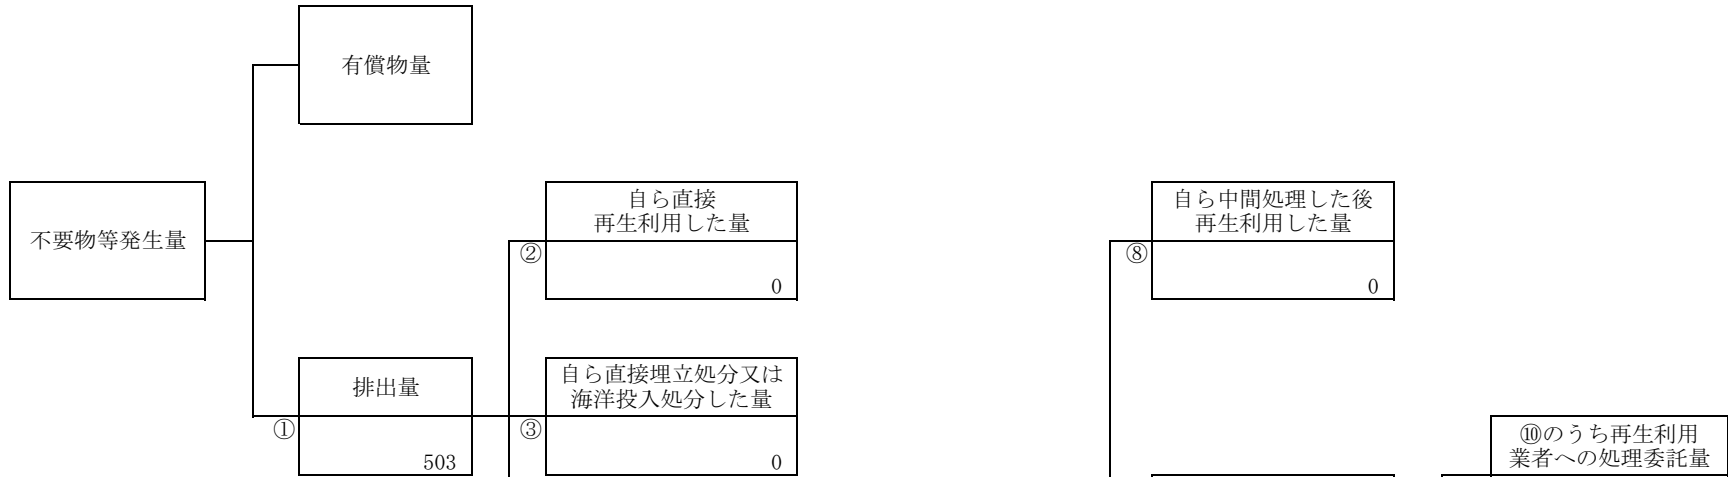 有償物量
不要物等発生量
自ら直接
再生利用した量
②
0
自ら中間処理した後
再生利用した量
⑧
0
排出量
①
503
自ら直接埋立処分又は
海洋投入処分した量
③
0
⑩のうち再生利用
業者への処理委託量